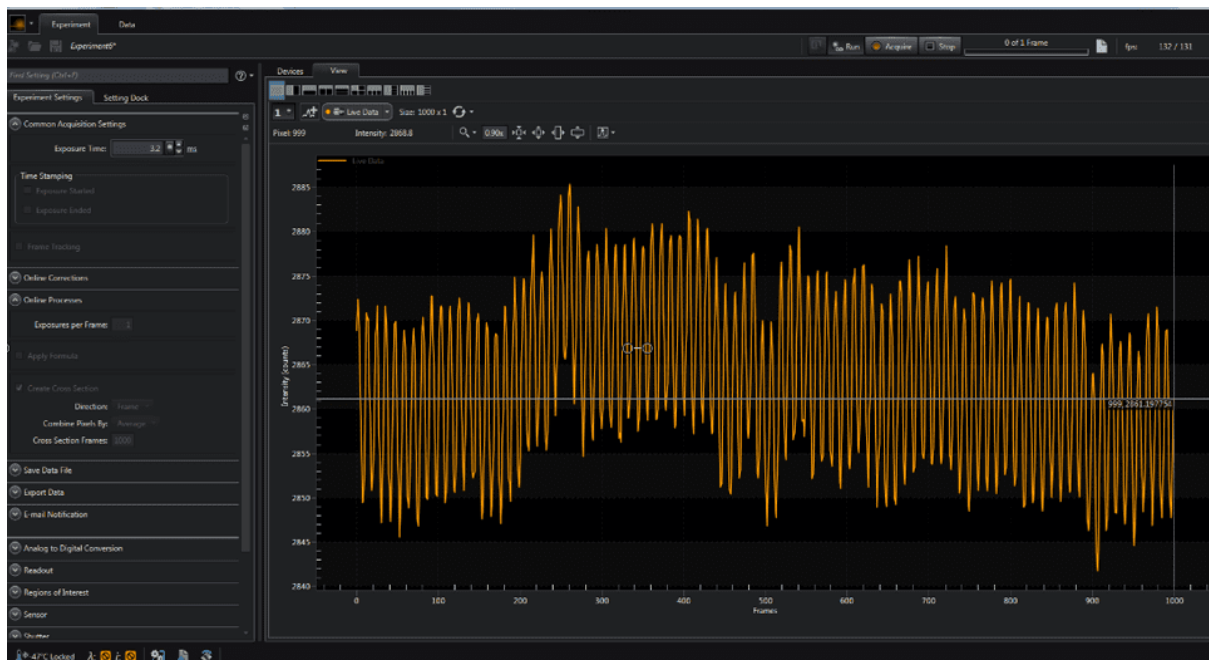 Experiment Data
Experiment6*
Run Acquire Stop 0 of 1 Frame fps: 132 / 131
Find Setting (Ctrl+F)
Devices View
Experiment Settings Setting Dock
1 Live Data Size: 1000 x 1
Common Acquisition Settings
Pixel: 999 Intensity: 2868.8 0.90x
Exposure Time: 3.2 ms
Live Data
Time Stamping
Exposure Started
Exposure Ended
Frame Tracking
Online Corrections
Online Processes
Exposures per Frame: 1
Apply Formula
Create Cross Section
Direction: Frame
Combine Pixels By: Average
Cross Section Frames: 1000
Save Data File
Export Data
E-mail Notification
Analog to Digital Conversion
Readout
Regions of Interest
Sensor
Shutter
Intensity (counts)
2885
2880
2875
2870
2865
2860
2855
2850
2845
2840
999, 2861.197754
0 100 200 300 400 500 600 700 800 900 1000
Frames
-47°C Locked